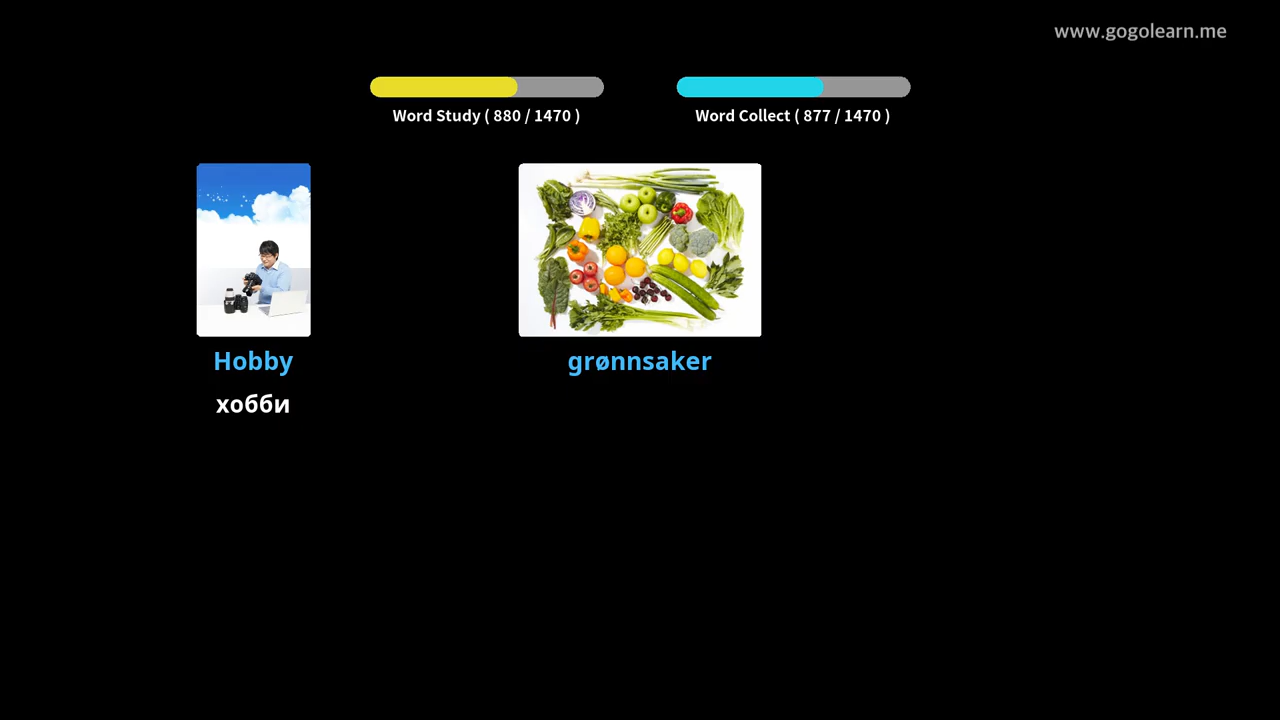 www.gogolearn.me
Word Study ( 880 / 1470 )
Word Collect ( 877 / 1470 )
Hobby
grønnsaker
хобби